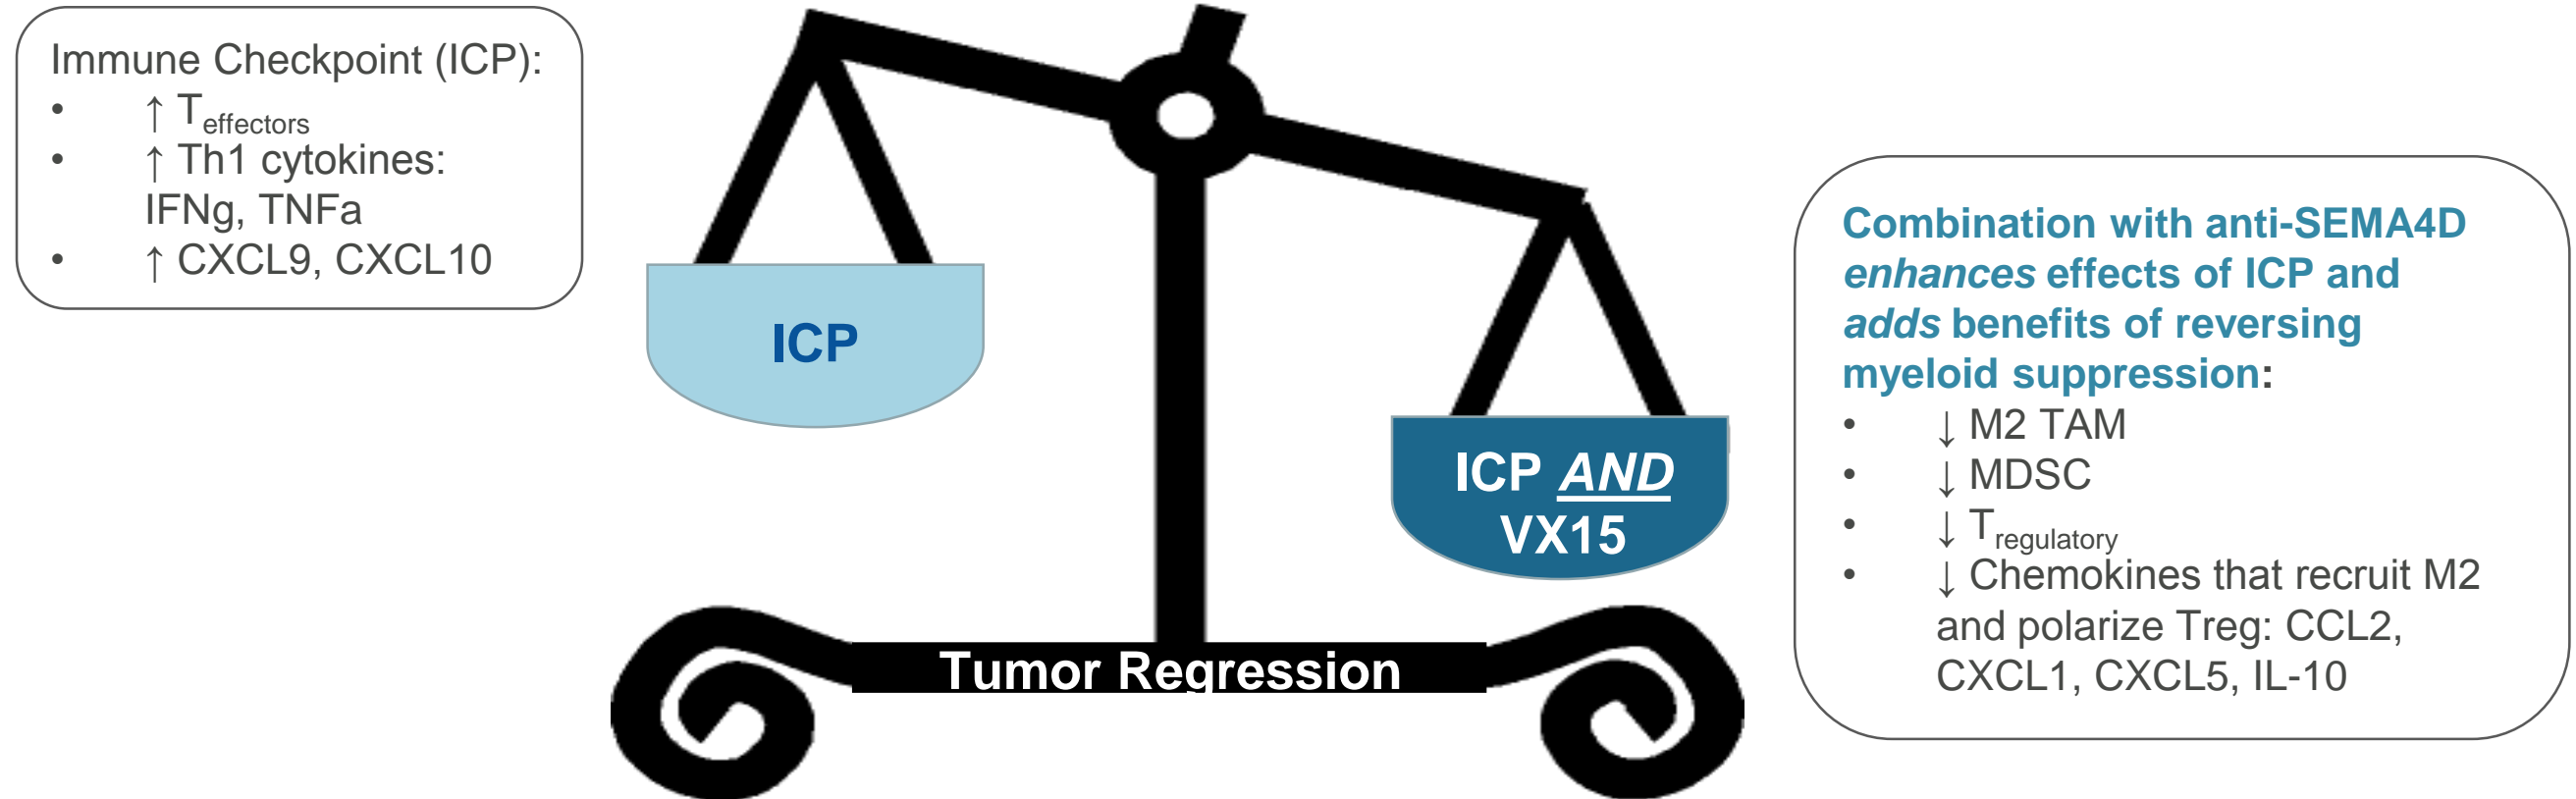 Immune Checkpoint (ICP):
• ↑ Teffectors
• ↑ Th1 cytokines:
IFNg, TNFa
• ↑ CXCL9, CXCL10
ICP
ICP AND
VX15
Tumor Regression
Combination with anti-SEMA4D
enhances effects of ICP and
adds benefits of reversing
myeloid suppression:
• ↓ M2 TAM
• ↓ MDSC
• ↓ Tregulatory
• ↓ Chemokines that recruit M2
and polarize Treg: CCL2,
CXCL1, CXCL5, IL-10